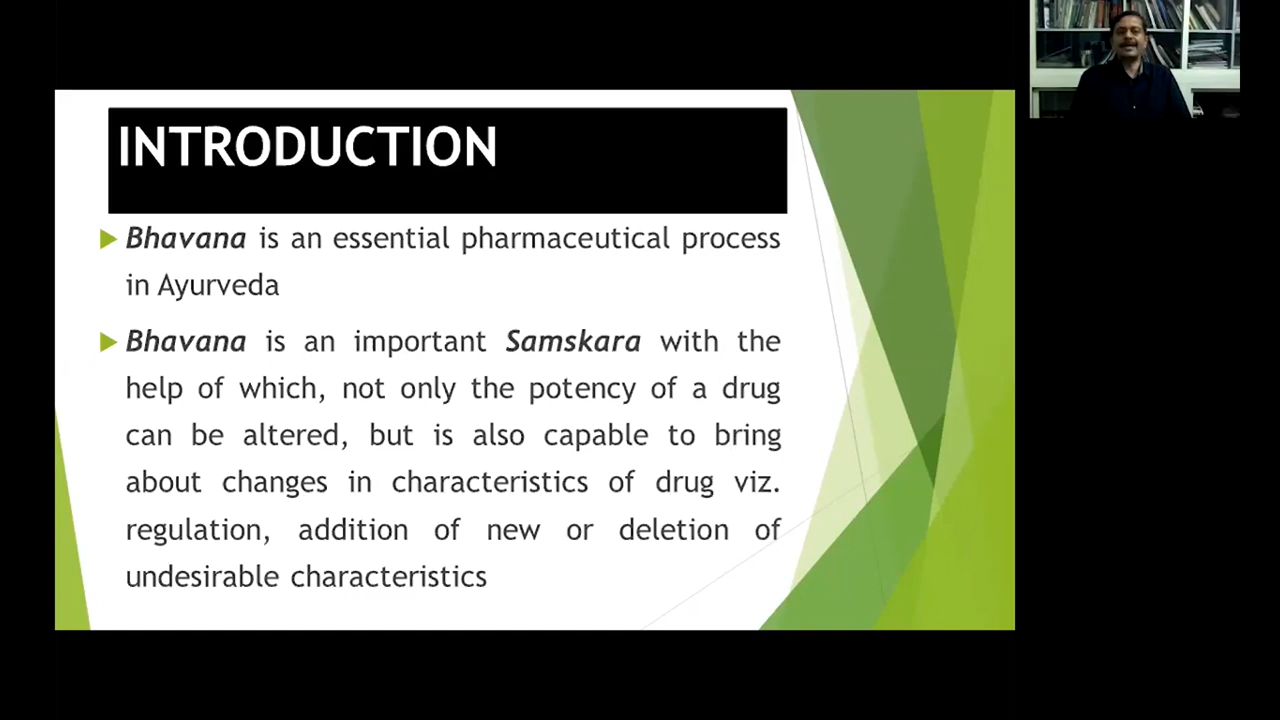 INTRODUCTION
Bhavana is an essential pharmaceutical process
in Ayurveda
Bhavana is an important Samskara with the
help of which, not only the potency of a drug
can be altered, but is also capable to bring
about changes in characteristics of drug viz.
regulation, addition of new or deletion of
undesirable characteristics